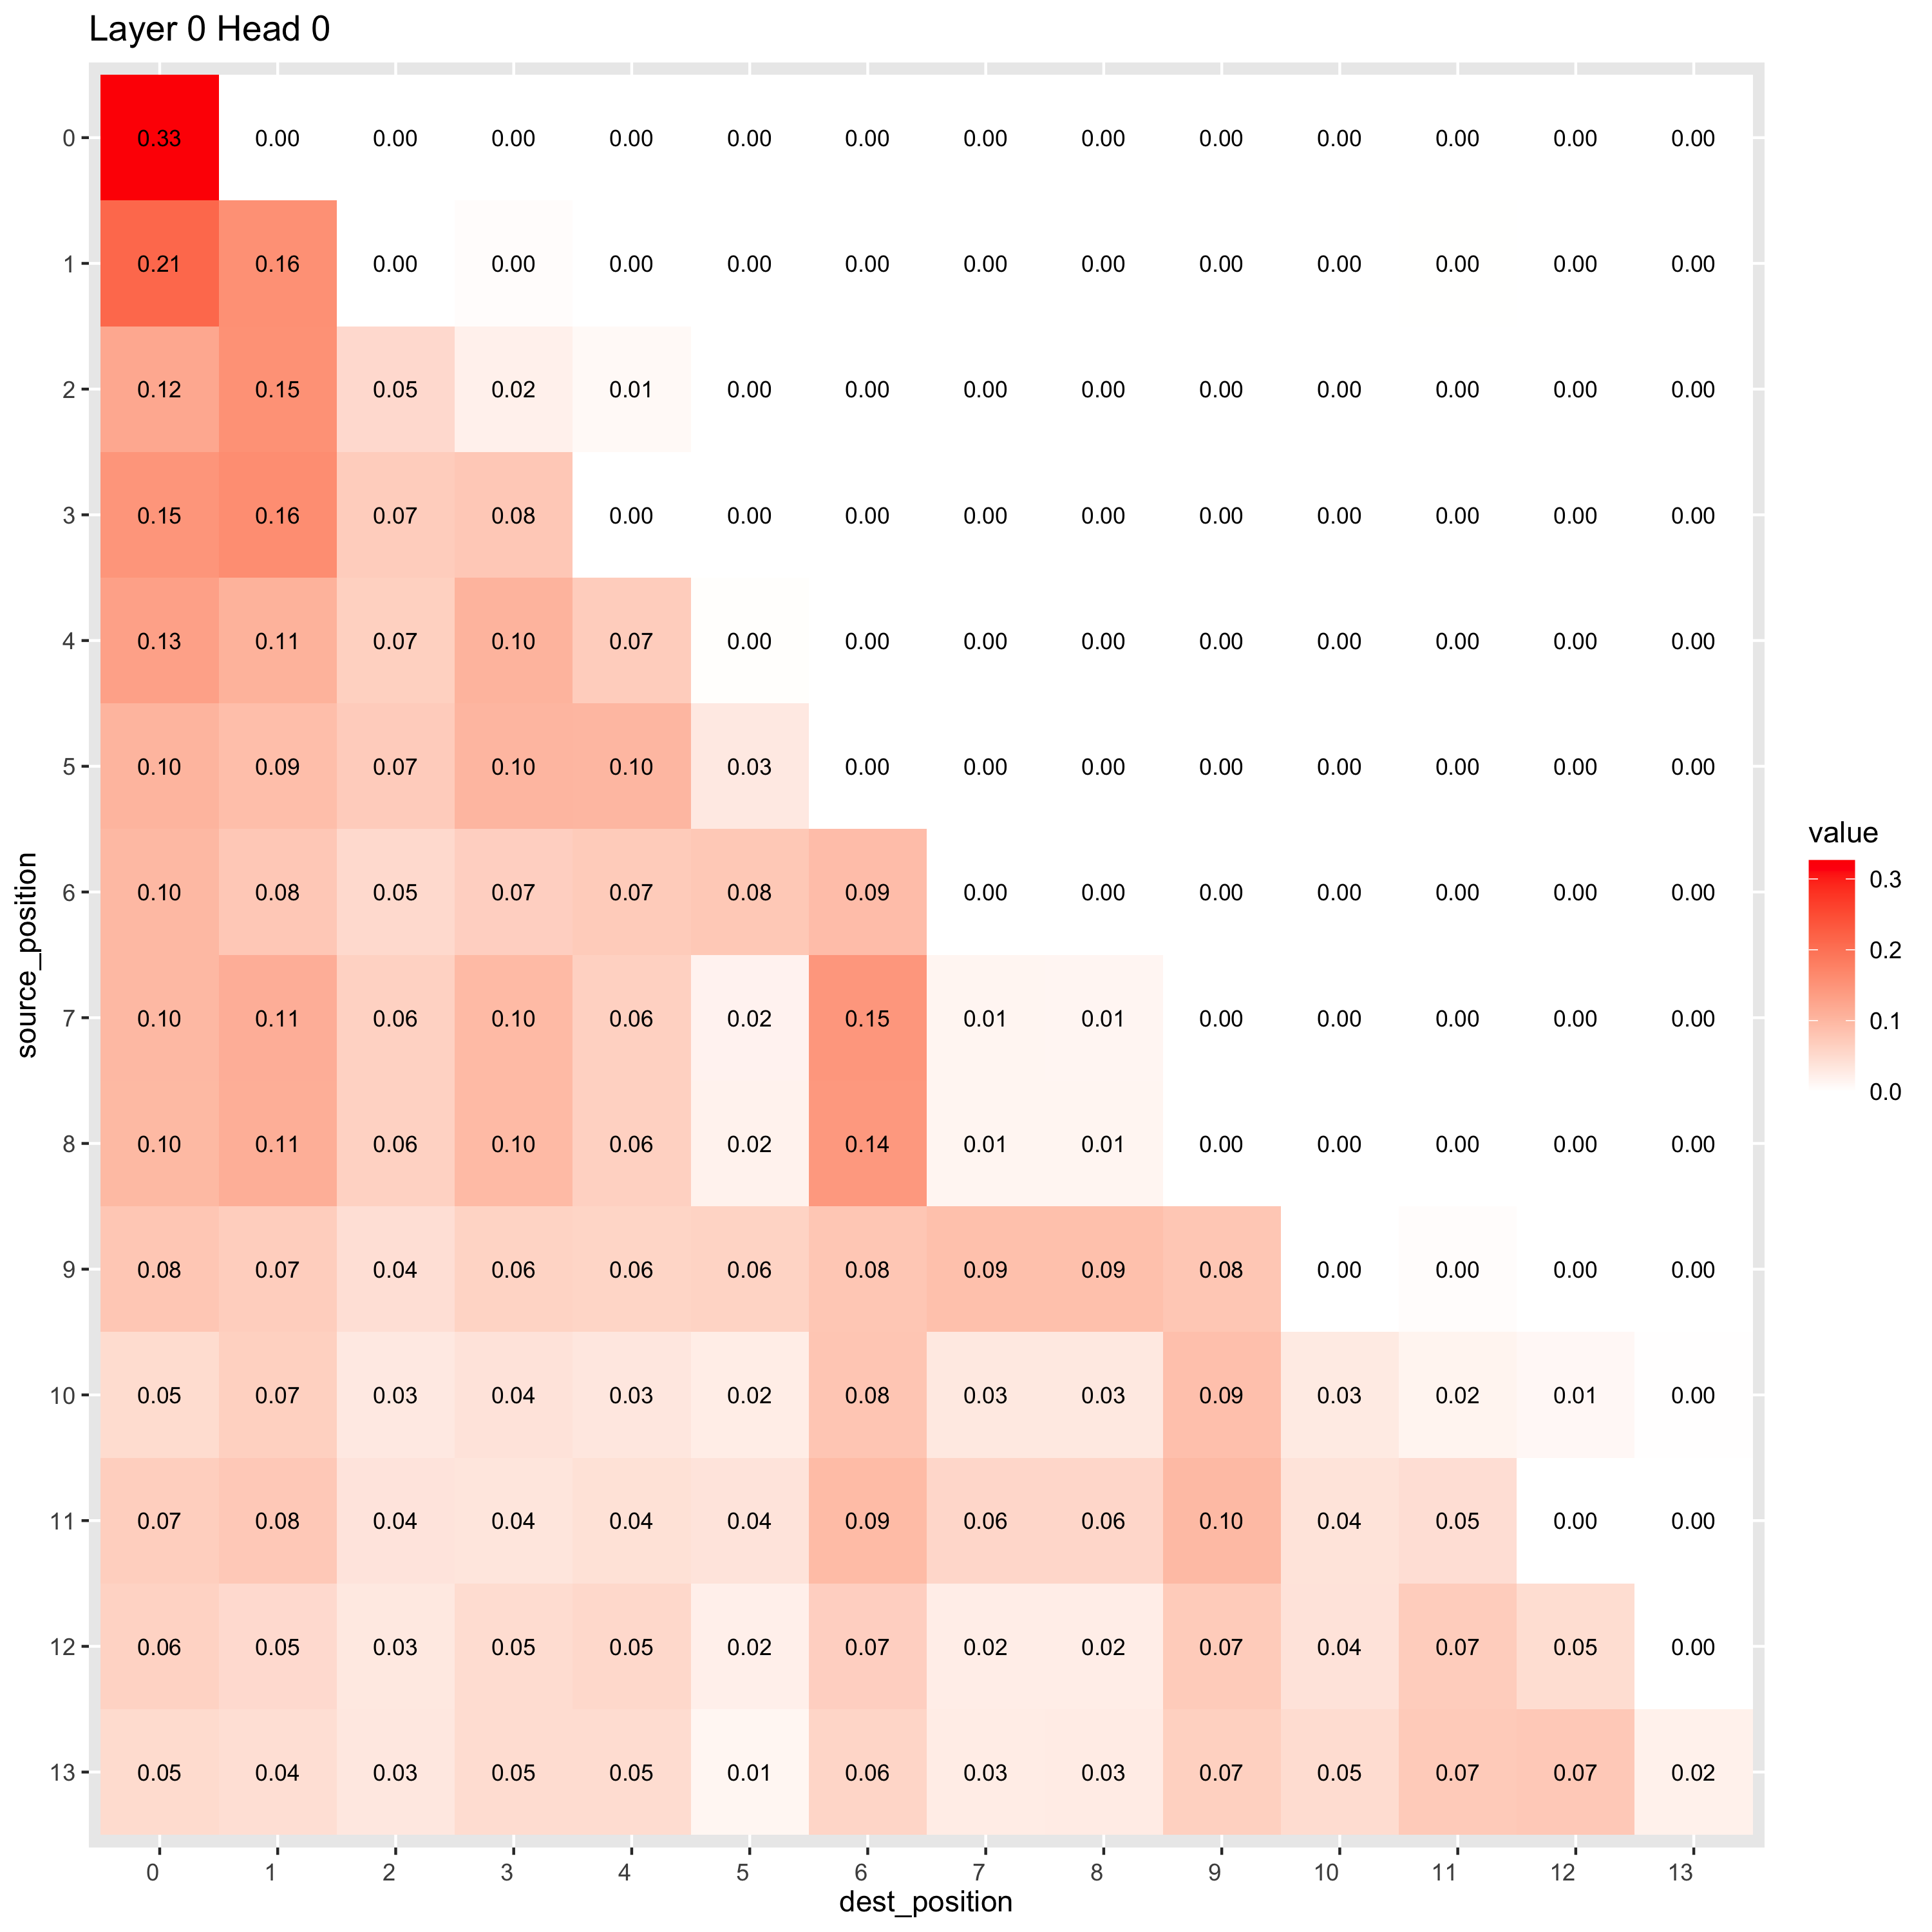 Layer 0 Head 0
0 0.33 0.00 0.00 0.00 0.00 0.00 0.00 0.00 0.00 0.00 0.00 0.00 0.00 0.00
1 0.21 0.16 0.00 0.00 0.00 0.00 0.00 0.00 0.00 0.00 0.00 0.00 0.00 0.00
2 0.12 0.15 0.05 0.02 0.01 0.00 0.00 0.00 0.00 0.00 0.00 0.00 0.00 0.00
3 0.15 0.16 0.07 0.08 0.00 0.00 0.00 0.00 0.00 0.00 0.00 0.00 0.00 0.00
4 0.13 0.11 0.07 0.10 0.07 0.00 0.00 0.00 0.00 0.00 0.00 0.00 0.00 0.00
5 0.10 0.09 0.07 0.10 0.10 0.03 0.00 0.00 0.00 0.00 0.00 0.00 0.00 0.00
6 0.10 0.08 0.05 0.07 0.07 0.08 0.09 0.00 0.00 0.00 0.00 0.00 0.00 0.00
7 0.10 0.11 0.06 0.10 0.06 0.02 0.15 0.01 0.01 0.00 0.00 0.00 0.00 0.00
8 0.10 0.11 0.06 0.10 0.06 0.02 0.14 0.01 0.01 0.00 0.00 0.00 0.00 0.00
9 0.08 0.07 0.04 0.06 0.06 0.06 0.08 0.09 0.09 0.08 0.00 0.00 0.00 0.00
10 0.05 0.07 0.03 0.04 0.03 0.02 0.08 0.03 0.03 0.09 0.03 0.02 0.01 0.00
11 0.07 0.08 0.04 0.04 0.04 0.04 0.09 0.06 0.06 0.10 0.04 0.05 0.00 0.00
12 0.06 0.05 0.03 0.05 0.05 0.02 0.07 0.02 0.02 0.07 0.04 0.07 0.05 0.00
13 0.05 0.04 0.03 0.05 0.05 0.01 0.06 0.03 0.03 0.07 0.05 0.07 0.07 0.02
0 1 2 3 4 5 6 7 8 9 10 11 12 13
dest_position
source_position
value
0.3
0.2
0.1
0.0